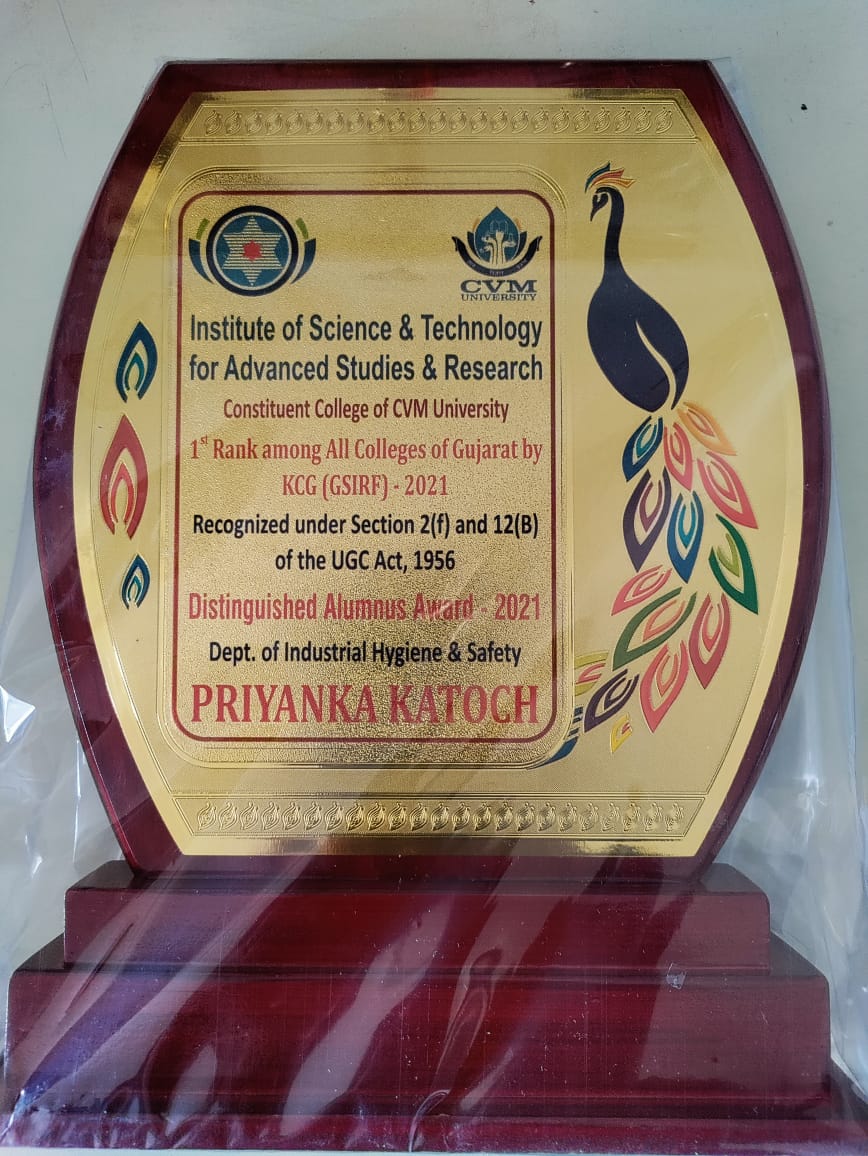 CVM
UNIVERSITY
Institute of Science & Technology
for Advanced Studies & Research
Constituent College of CVM University
1st Rank among All Colleges of Gujarat by
KCG (GSIRF) - 2021
Recognized under Section 2(f) and 12(B)
of the UGC Act, 1956
Distinguished Alumnus Award - 2021
Dept. of Industrial Hygiene & Safety
PRIYANKA KATOCH